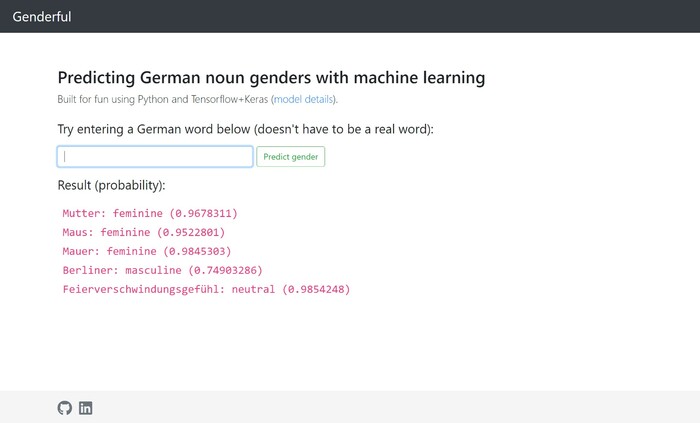 Genderful
Predicting German noun genders with machine learning
Built for fun using Python and Tensorflow+Keras (model details).
Try entering a German word below (doesn't have to be a real word):
Predict gender
Result (probability):
Mutter: feminine (0.9678311)
Maus: feminine (0.9522801)
Mauer: feminine (0.9845303)
Berliner: masculine (0.74903286)
Feierverschwindungsgefühl: neutral (0.9854248)
in